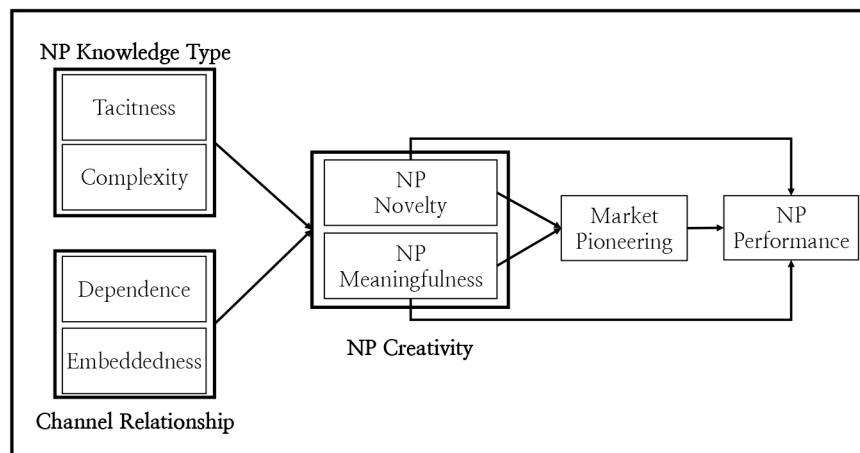 NP Knowledge Type
Tacitness
Complexity
Dependence
Embeddedness
Channel Relationship
NP
Novelty
NP
Meaningfulness
NP Creativity
Market
Pioneering
NP
Performance